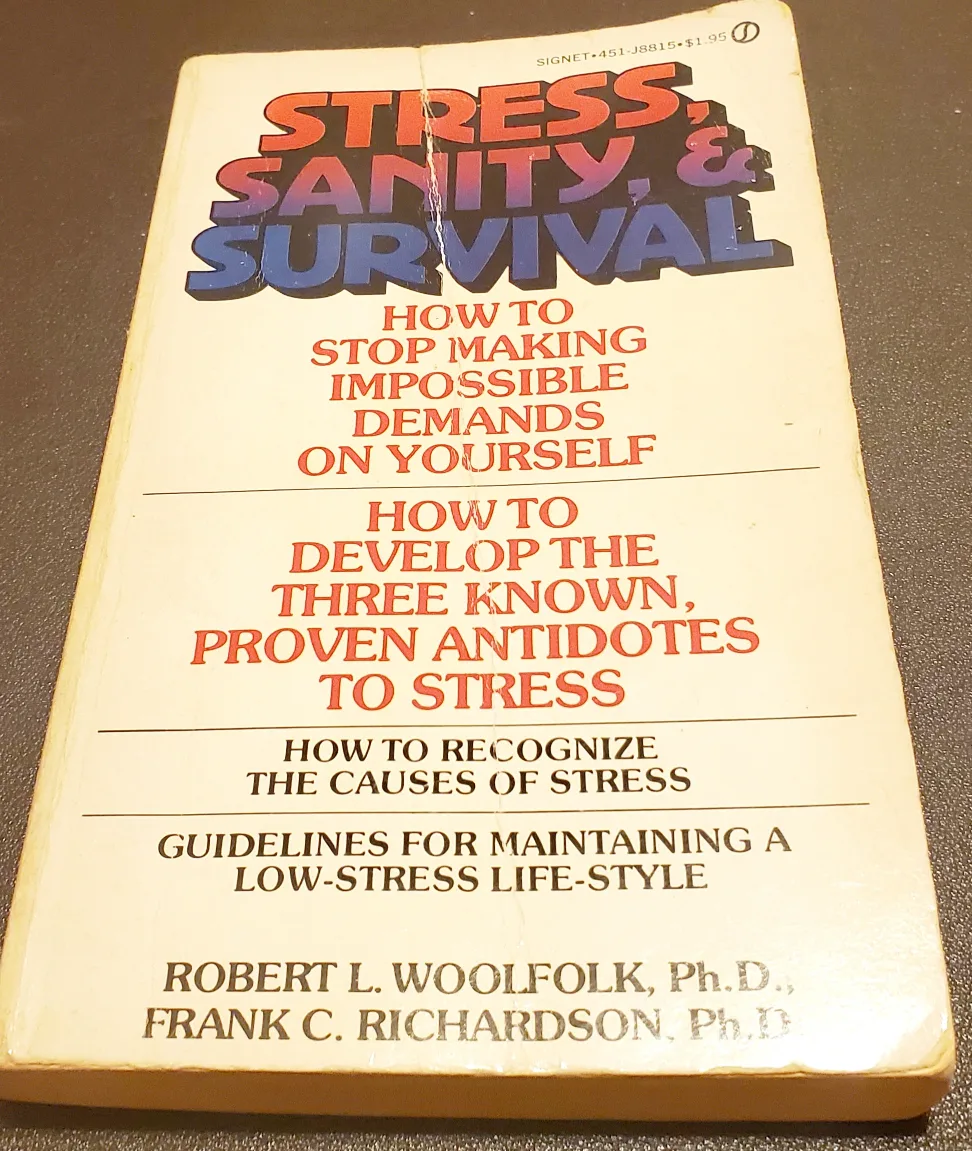 SIGNET•451-J8815•$1.95
STRESS,
SANITY, &
SURVIVAL
HOW TO
STOP MAKING
IMPOSSIBLE
DEMANDS
ON YOURSELF
HOW TO
DEVELOP THE
THREE KNOWN,
PROVEN ANTIDOTES
TO STRESS
HOW TO RECOGNIZE
THE CAUSES OF STRESS
GUIDELINES FOR MAINTAINING A
LOW-STRESS LIFE-STYLE
ROBERT L. WOOLFOLK, Ph.D.,
FRANK C. RICHARDSON, Ph.D.